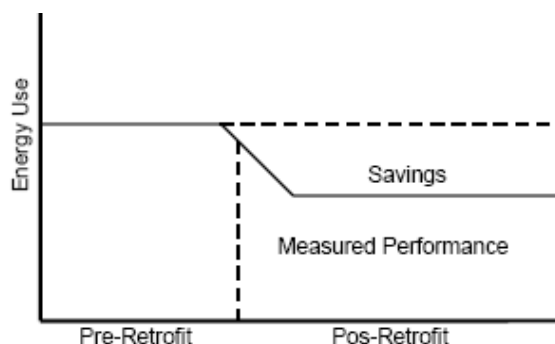 Energy Use
Savings
Measured Performance
Pre-Retrofit
Pos-Retrofit